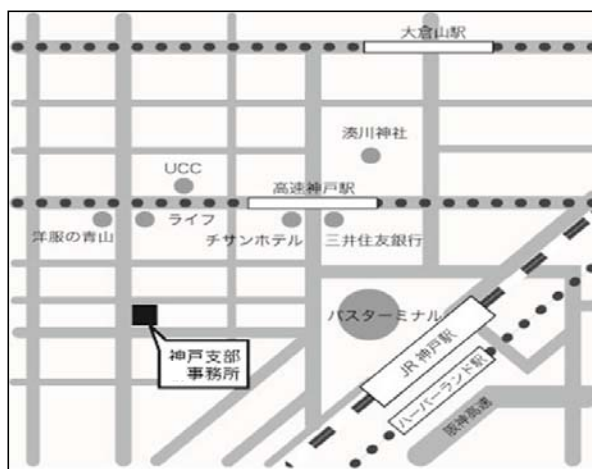 大倉山駅
湊川神社
UCC
高速神戸駅
洋服の青山
ライフ
チサンホテル
三井住友銀行
バスターミナル
神戸支部
事務所
JR 神戸駅
ハーバーランド駅
阪神高速